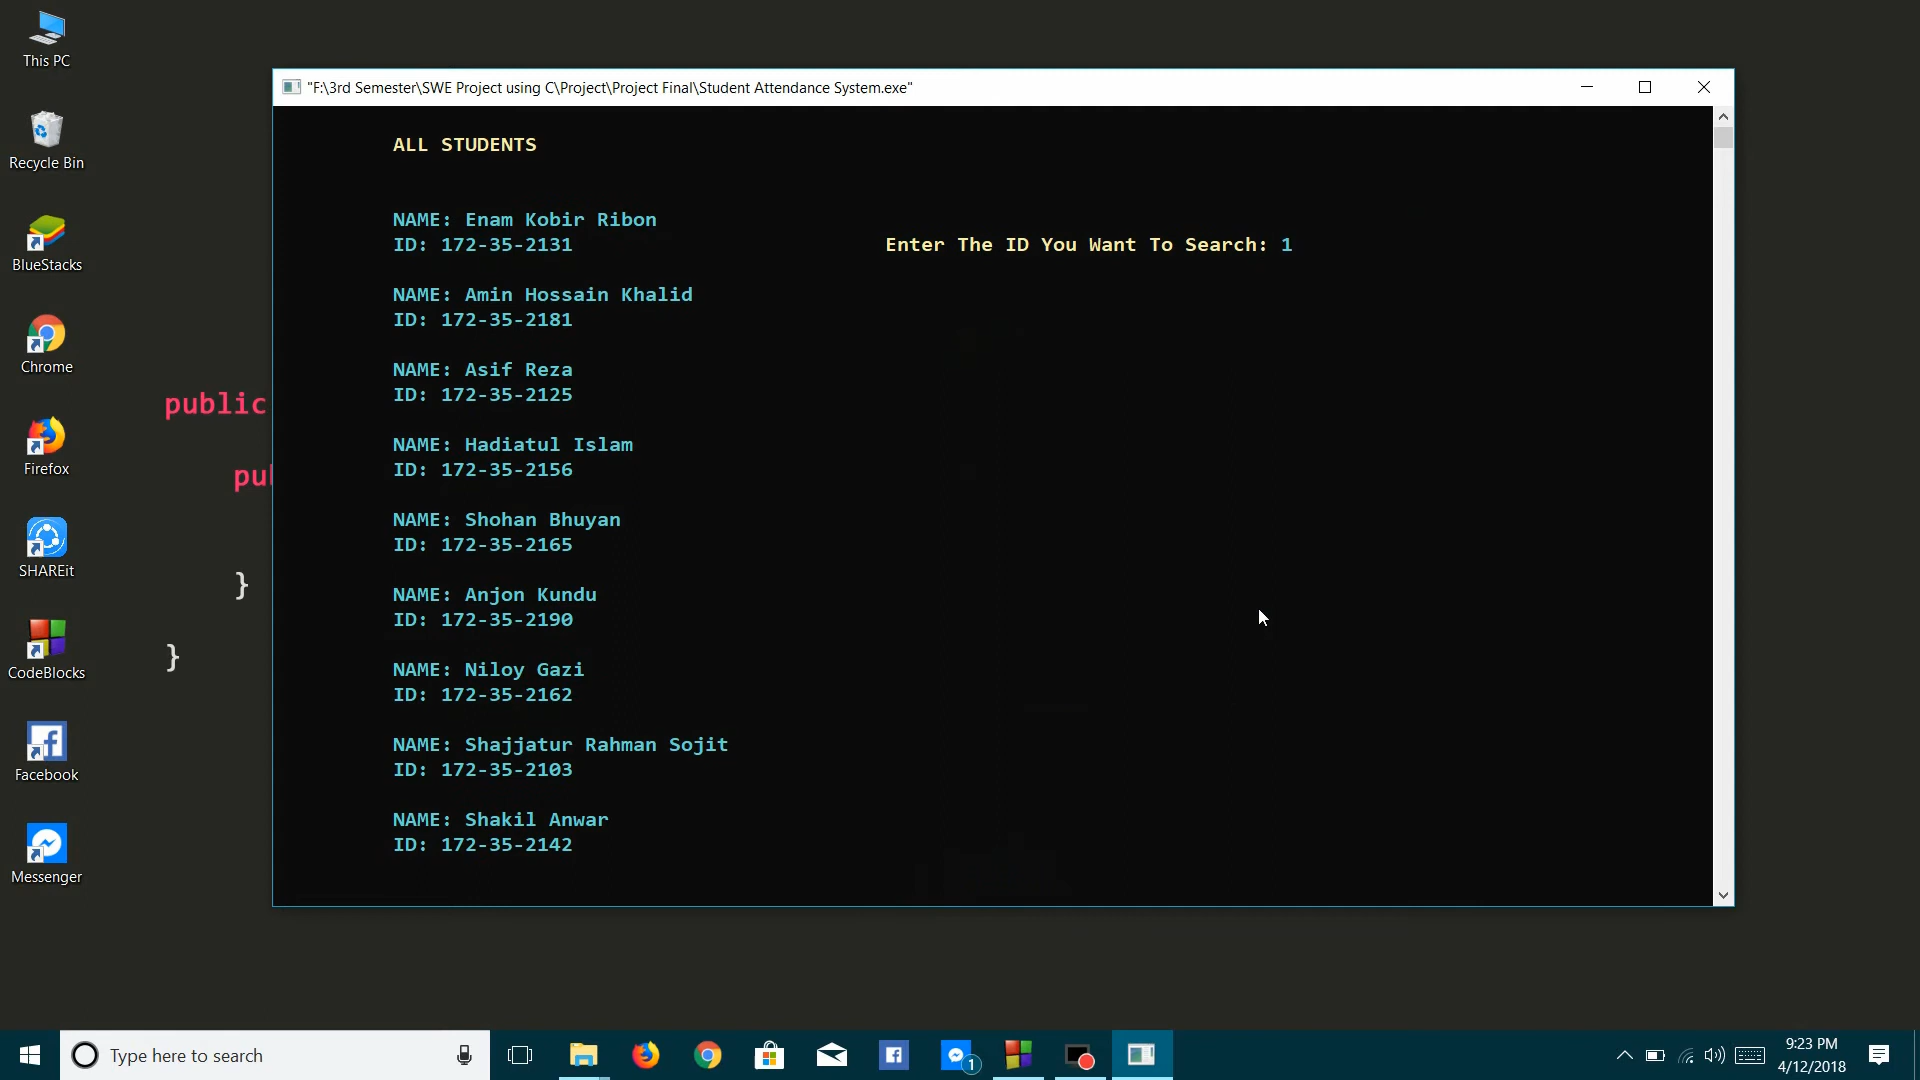 This PC
Recycle Bin
BlueStacks
Chrome
Firefox
SHAREit
CodeBlocks
Facebook
Messenger
public
pub
}
}
"F:\3rd Semester\SWE Project using C\Project\Project Final\Student Attendance System.exe"
ALL STUDENTS
NAME: Enam Kobir Ribon
ID: 172-35-2131
Enter The ID You Want To Search: 1
NAME: Amin Hossain Khalid
ID: 172-35-2181
NAME: Asif Reza
ID: 172-35-2125
NAME: Hadiatul Islam
ID: 172-35-2156
NAME: Shohan Bhuyan
ID: 172-35-2165
NAME: Anjon Kundu
ID: 172-35-2190
NAME: Niloy Gazi
ID: 172-35-2162
NAME: Shajjatur Rahman Sojit
ID: 172-35-2103
NAME: Shakil Anwar
ID: 172-35-2142
Type here to search
1
9:23 PM
4/12/2018